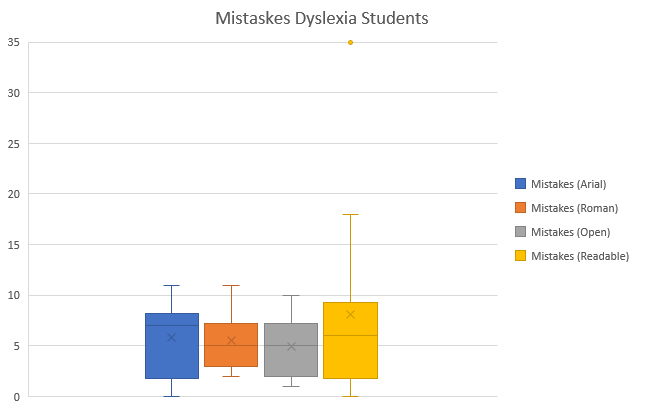 Mistaskes Dyslexia Students
35
30
25
20
15
10
5
0
Mistakes (Arial)
Mistakes (Roman)
Mistakes (Open)
Mistakes (Readable)